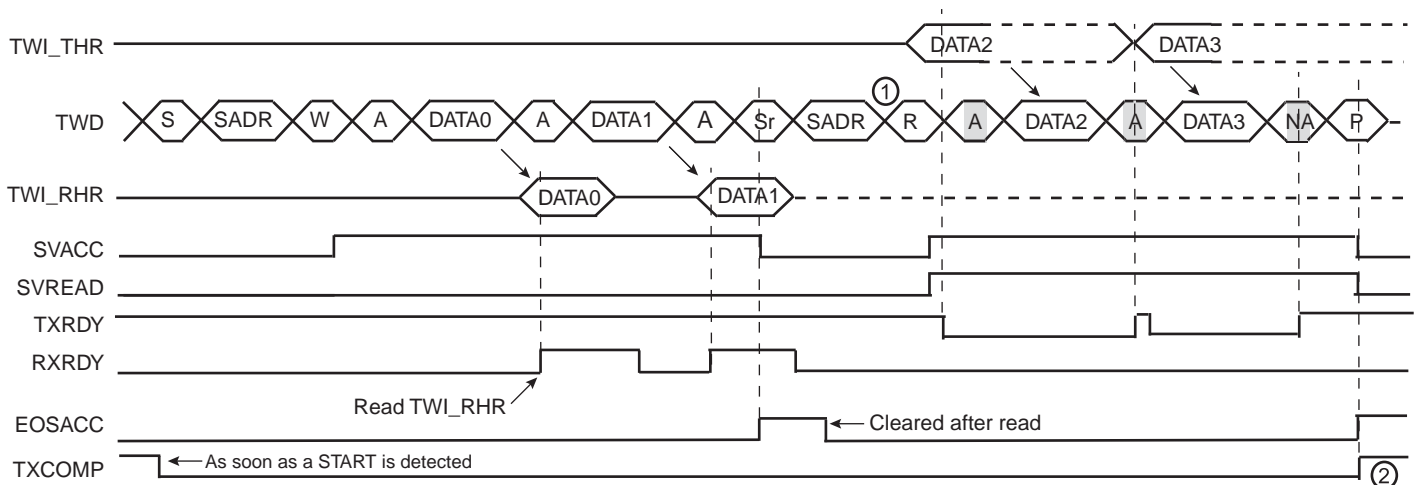 TWI_THR DATA2 DATA3
①
TWD S SADR W A DATA0 A DATA1 A Sr SADR R A DATA2 A DATA3 NA P
TWI_RHR DATA0 DATA1
SVACC
SVREAD
TXRDY
RXRDY
Read TWI_RHR
EOSACC Cleared after read
TXCOMP As soon as a START is detected ②